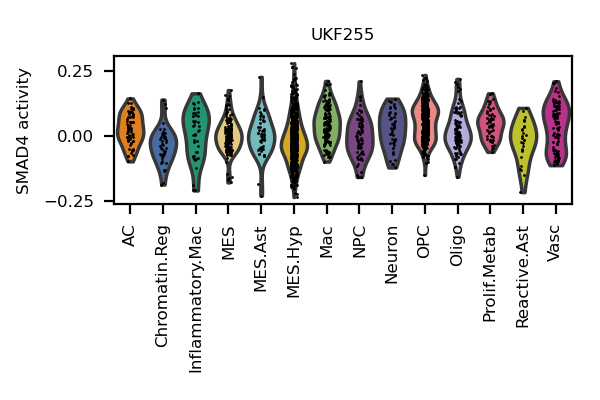 UKF255
SMAD4 activity
0.25
0.00
−0.25
AC
Chromatin.Reg
Inflammatory.Mac
MES
MES.Ast
MES.Hyp
Mac
NPC
Neuron
OPC
Oligo
Prolif.Metab
Reactive.Ast
Vasc